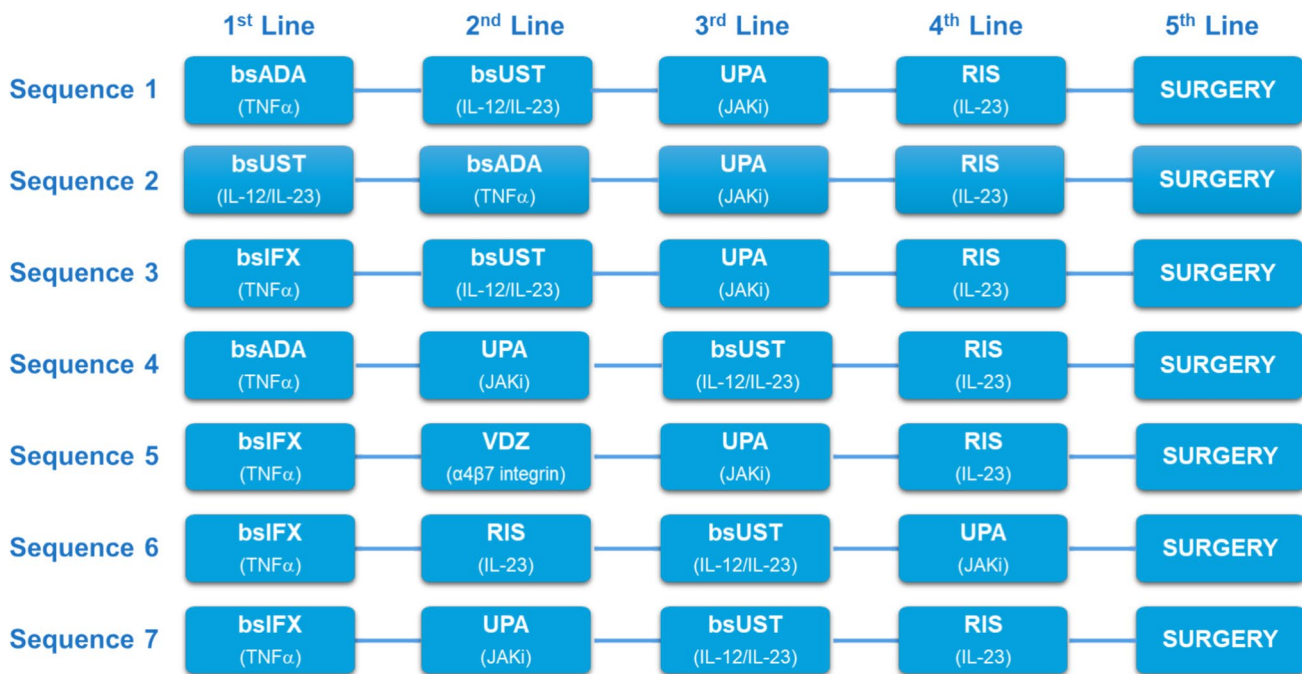 1st Line 2nd Line 3rd Line 4th Line 5th Line
Sequence 1 bsADA (TNFα) bsUST (IL-12/IL-23) UPA (JAKi) RIS (IL-23) SURGERY
Sequence 2 bsUST (IL-12/IL-23) bsADA (TNFα) UPA (JAKi) RIS (IL-23) SURGERY
Sequence 3 bsIFX (TNFα) bsUST (IL-12/IL-23) UPA (JAKi) RIS (IL-23) SURGERY
Sequence 4 bsADA (TNFα) UPA (JAKi) bsUST (IL-12/IL-23) RIS (IL-23) SURGERY
Sequence 5 bsIFX (TNFα) VDZ (α4β7 integrin) UPA (JAKi) RIS (IL-23) SURGERY
Sequence 6 bsIFX (TNFα) RIS (IL-23) bsUST (IL-12/IL-23) UPA (JAKi) SURGERY
Sequence 7 bsIFX (TNFα) UPA (JAKi) bsUST (IL-12/IL-23) RIS (IL-23) SURGERY